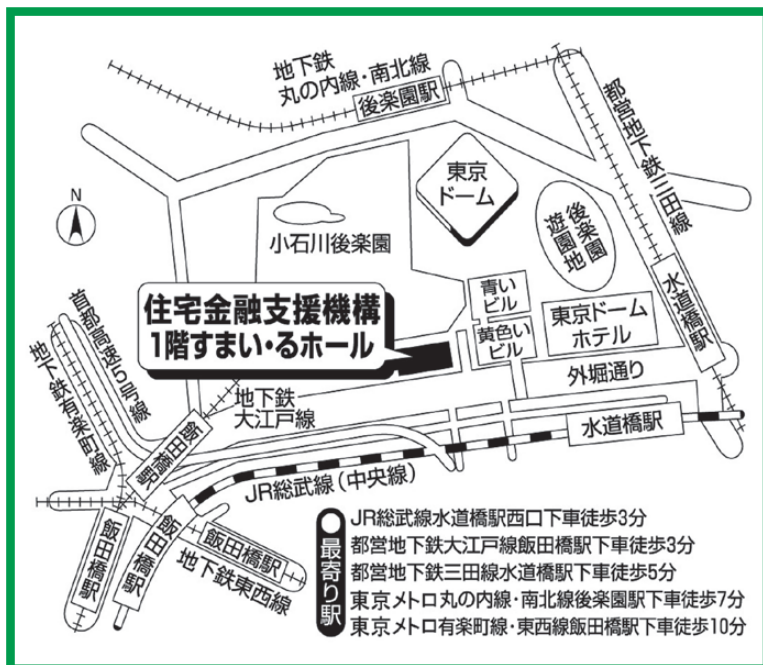 地下鉄
丸の内線・南北線
後楽園駅
都営地下鉄三田線
東京
ドーム
N
小石川後楽園
後楽園
遊園地
青い
ビル
住宅金融支援機構
1階すまい・るホール
黄色い
ビル
東京ドーム
ホテル
水道橋駅
首都高速5号線
地下鉄有楽町線
地下鉄
大江戸線
外堀通り
飯田橋駅
水道橋駅
JR総武線(中央線)
飯田橋駅
飯田橋駅
飯田橋駅
地下鉄東西線
最寄り駅
JR総武線水道橋駅西口下車徒歩3分
都営地下鉄大江戸線飯田橋駅下車徒歩3分
都営地下鉄三田線水道橋駅下車徒歩5分
東京メトロ丸の内線・南北線後楽園駅下車徒歩7分
東京メトロ有楽町線・東西線飯田橋駅下車徒歩10分